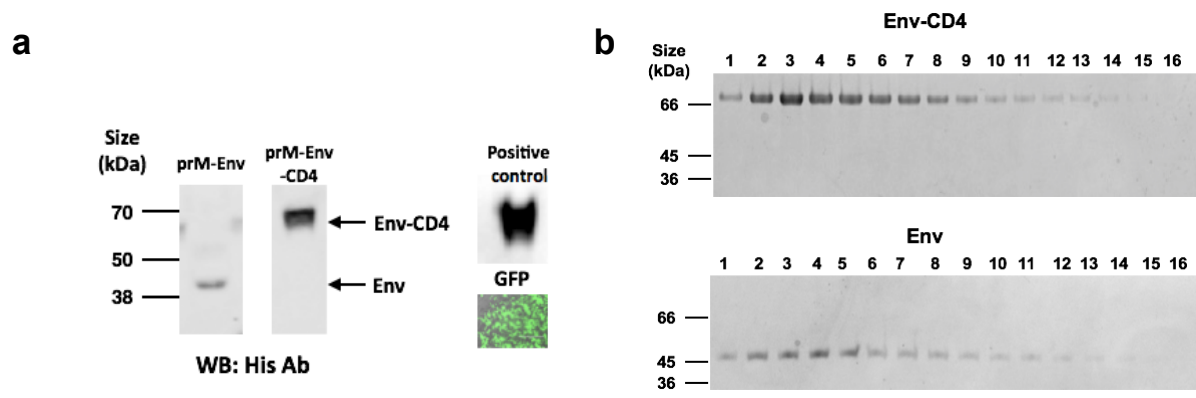 a
Size
(kDa)
prM-Env
prM-Env
-CD4
70
50
38
Env-CD4
Env
WB: His Ab
Positive
control
GFP
b
Env-CD4
Size
(kDa)
1 2 3 4 5 6 7 8 9 10 11 12 13 14 15 16
66
45
36
Env
1 2 3 4 5 6 7 8 9 10 11 12 13 14 15 16
66
45
36